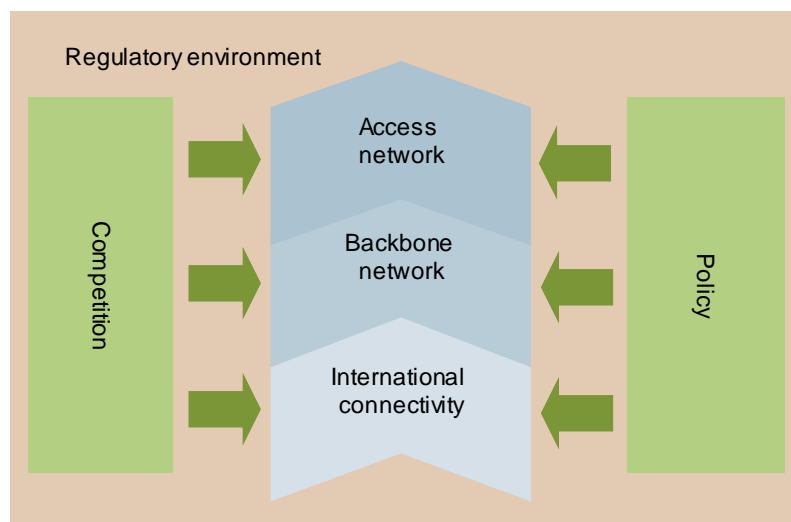 Regulatory environment
Access
network
Competition
Backbone
network
Policy
International
connectivity